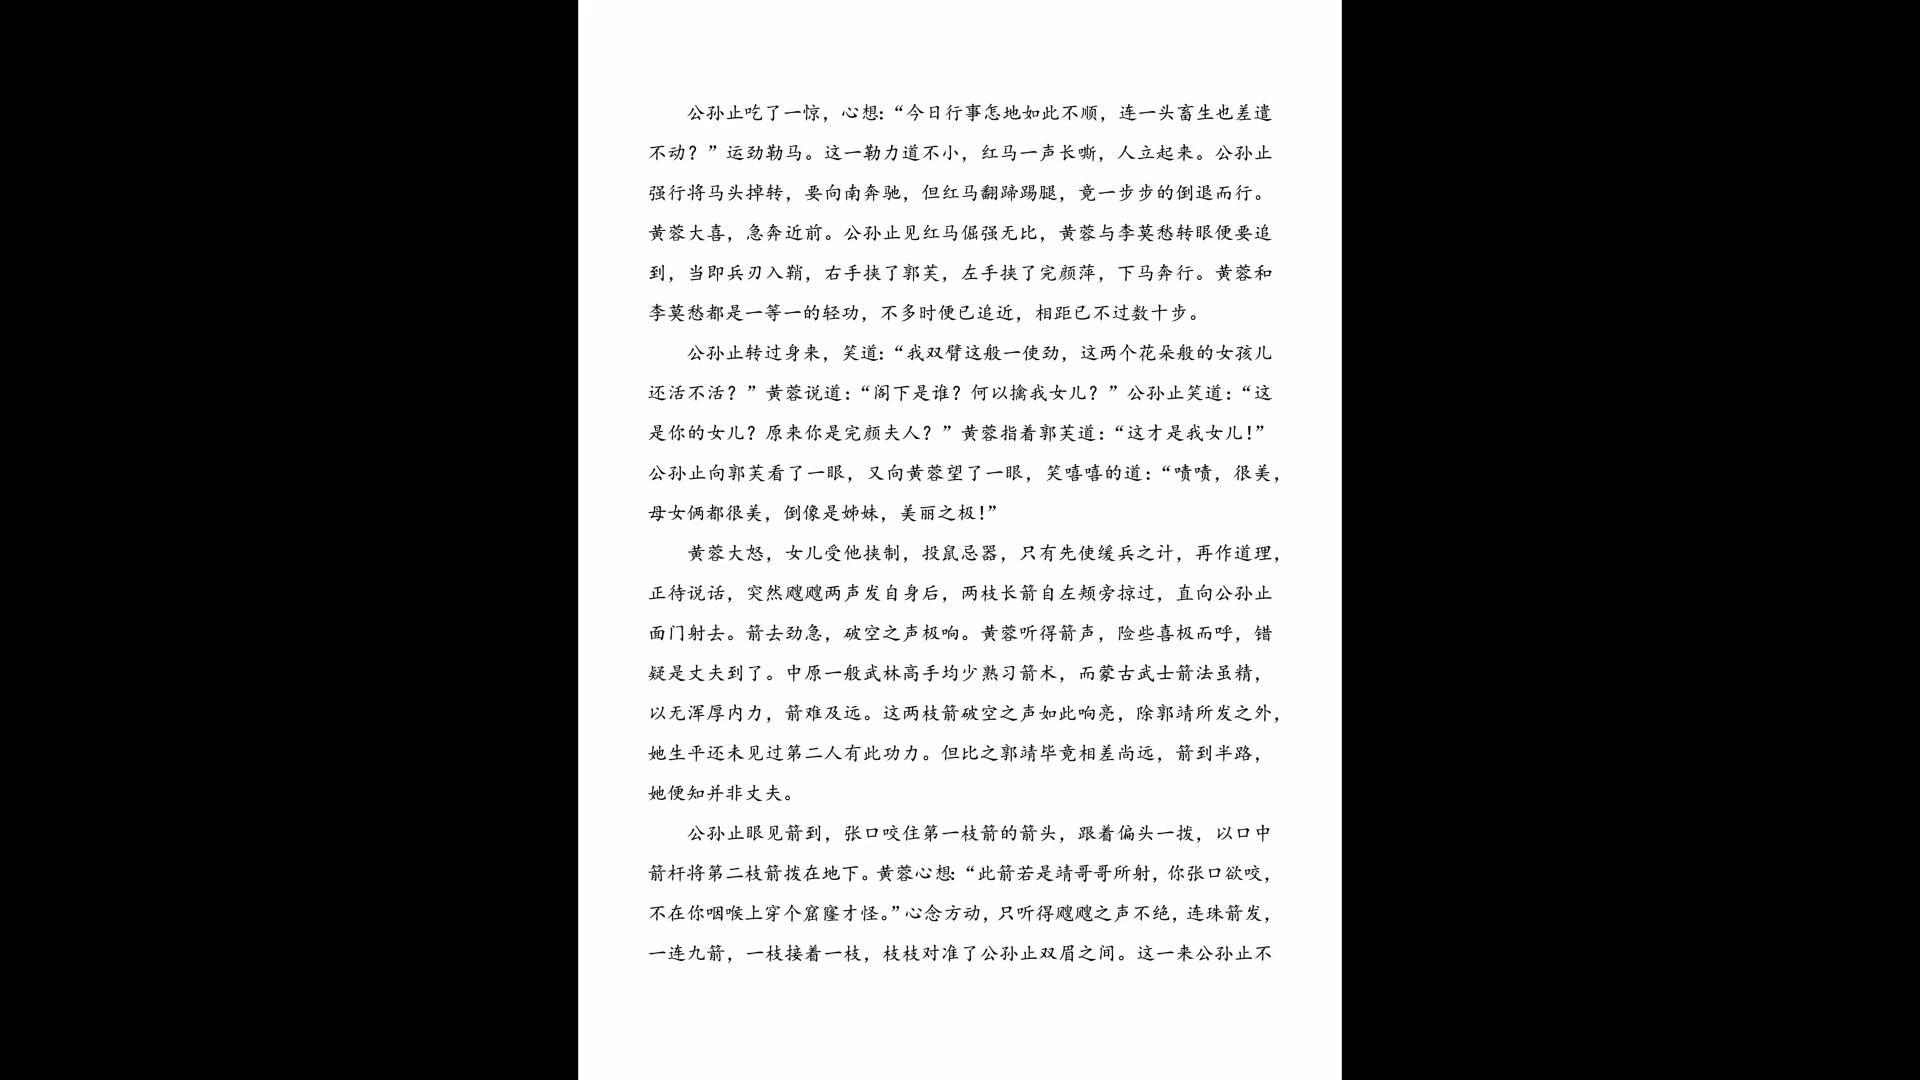 公孙止吃了一惊，心想：“今日行事怎地如此不顺，连一头畜生也差遣
不动？”运劲勒马。这一勒力道不小，红马一声长嘶，人立起来。公孙止
强行将马头掉转，要向南奔驰，但红马翻蹄踢腿，竟一步步的倒退而行。
黄蓉大喜，急奔近前。公孙止见红马倔强无比，黄蓉与李莫愁转眼便要追
到，当即兵刃入鞘，右手挟了郭芙，左手挟了完颜萍，下马奔行。黄蓉和
李莫愁都是一等一的轻功，不多时便已追近，相距已不过数十步。
公孙止转过身来，笑道：“我双臂这般一使劲，这两个花朵般的女孩儿
还活不活？”黄蓉说道：“阁下是谁？何以擒我女儿？”公孙止笑道：“这
是你的女儿？原来你是完颜夫人？”黄蓉指着郭芙道：“这才是我女儿！”
公孙止向郭芙看了一眼，又向黄蓉望了一眼，笑嘻嘻的道：“啧啧，很美，
母女俩都很美，倒像是姊妹，美丽之极！”
黄蓉大怒，女儿受他挟制，投鼠忌器，只有先使缓兵之计，再作道理，
正待说话，突然飕飕两声发自身后，两枝长箭自左颊旁掠过，直向公孙止
面门射去。箭去劲急，破空之声极响。黄蓉听得箭声，险些喜极而呼，错
疑是丈夫到了。中原一般武林高手均少熟习箭术，而蒙古武士箭法虽精，
以无浑厚内力，箭难及远。这两枝箭破空之声如此响亮，除郭靖所发之外，
她生平还未见过第二人有此功力。但比之郭靖毕竟相差尚远，箭到半路，
她便知并非丈夫。
公孙止眼见箭到，张口咬住第一枝箭的箭头，跟着偏头一拨，以口中
箭杆将第二枝箭拨在地下。黄蓉心想：“此箭若是靖哥哥所射，你张口欲咬，
不在你咽喉上穿个窟窿才怪。”心念方动，只听得飕飕之声不绝，连珠箭发，
一连九箭，一枝接着一枝，枝枝对准了公孙止双眉之间。这一来公孙止不